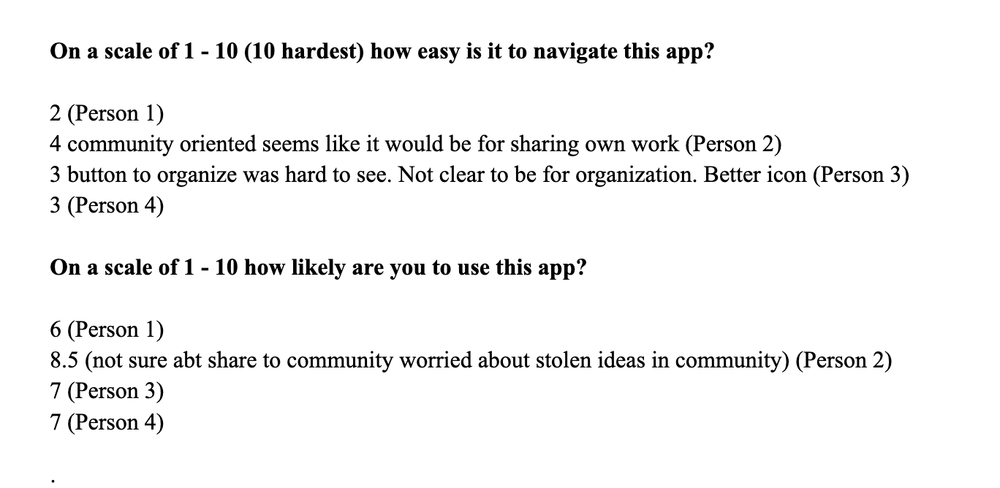 On a scale of 1 - 10 (10 hardest) how easy is it to navigate this app?
2 (Person 1)
4 community oriented seems like it would be for sharing own work (Person 2)
3 button to organize was hard to see. Not clear to be for organization. Better icon (Person 3)
3 (Person 4)
On a scale of 1 - 10 how likely are you to use this app?
6 (Person 1)
8.5 (not sure abt share to community worried about stolen ideas in community) (Person 2)
7 (Person 3)
7 (Person 4)
.